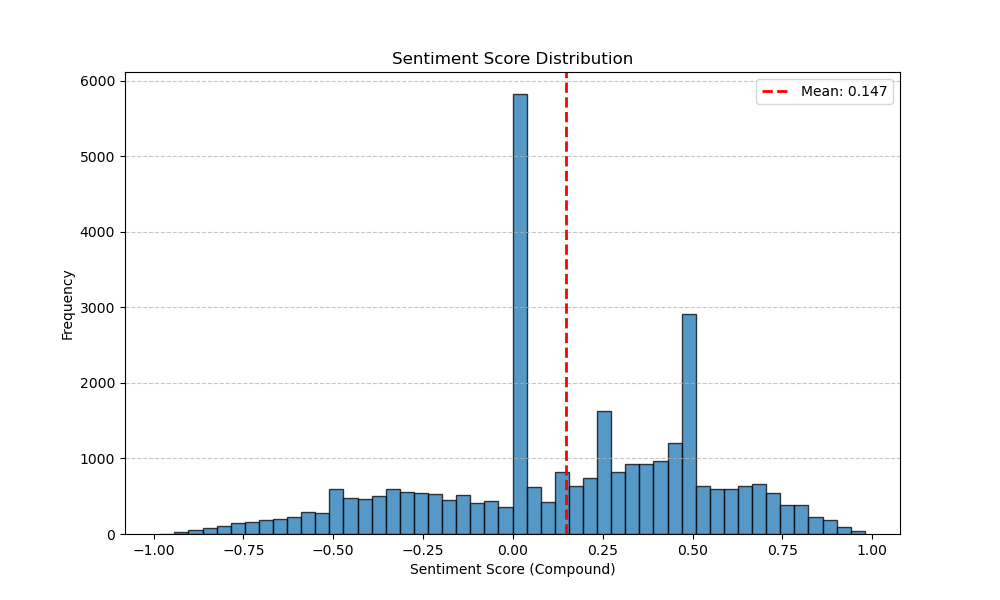 Sentiment Score Distribution
Mean: 0.147
6000
5000
4000
3000
2000
1000
0
Frequency
−1.00 −0.75 −0.50 −0.25 0.00 0.25 0.50 0.75 1.00
Sentiment Score (Compound)